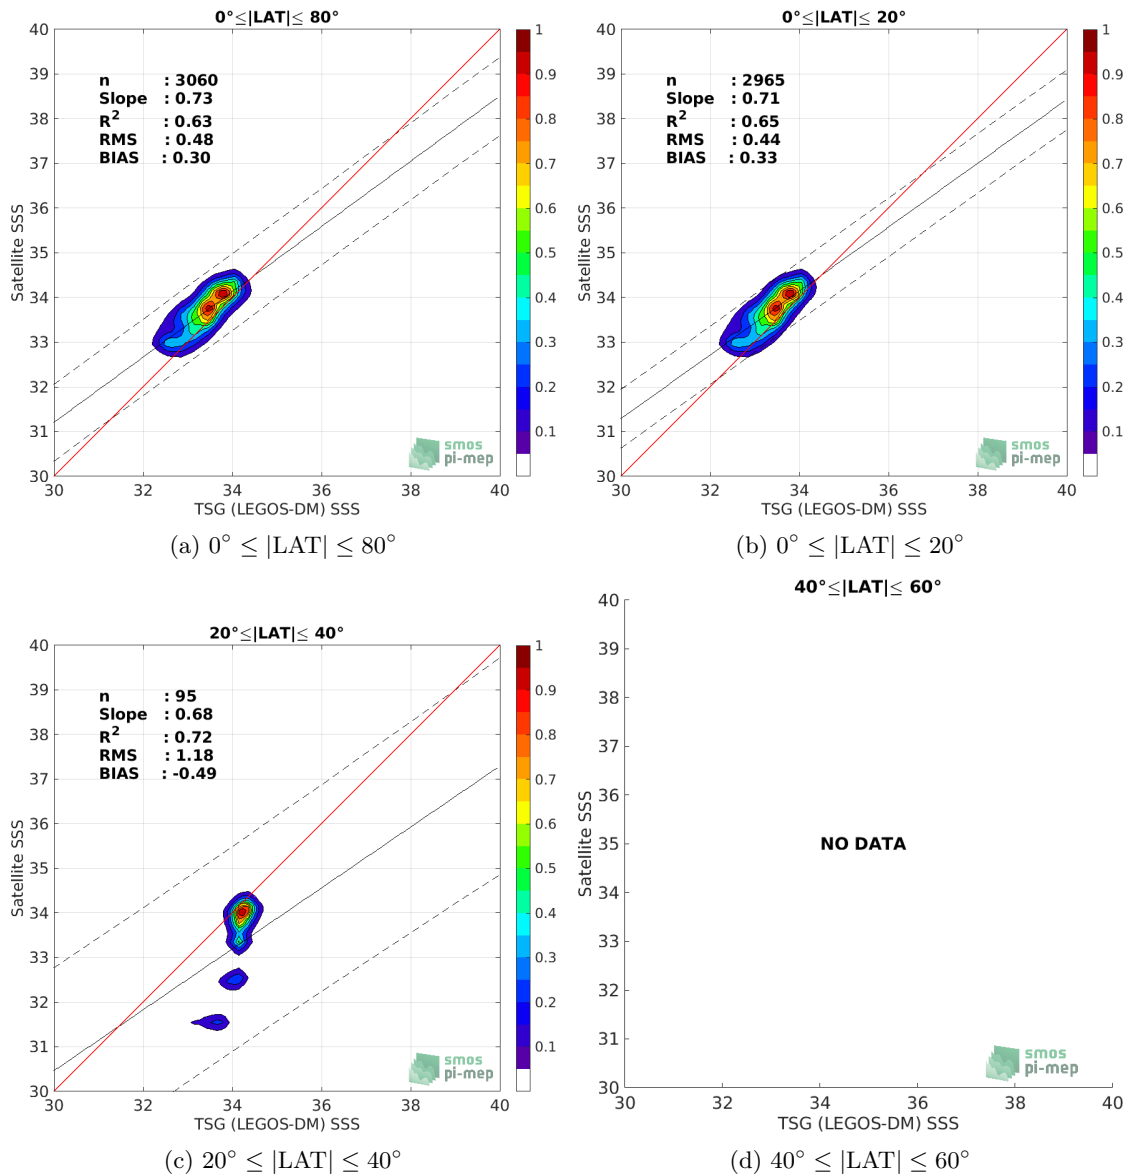 0°≤|LAT|≤ 80°
40
39
38
37
36
35
34
33
32
31
30
Satellite SSS
n : 3060
Slope : 0.73
R2 : 0.63
RMS : 0.48
BIAS : 0.30
smos
pi-mep
30 32 34 36 38 40
TSG (LEGOS-DM) SSS
1
0.9
0.8
0.7
0.6
0.5
0.4
0.3
0.2
0.1
(a) 0° ≤ |LAT| ≤ 80°
0°≤|LAT|≤ 20°
40
39
38
37
36
35
34
33
32
31
30
Satellite SSS
n : 2965
Slope : 0.71
R2 : 0.65
RMS : 0.44
BIAS : 0.33
smos
pi-mep
30 32 34 36 38 40
TSG (LEGOS-DM) SSS
1
0.9
0.8
0.7
0.6
0.5
0.4
0.3
0.2
0.1
(b) 0° ≤ |LAT| ≤ 20°
20°≤|LAT|≤ 40°
40
39
38
37
36
35
34
33
32
31
30
Satellite SSS
n : 95
Slope : 0.68
R2 : 0.72
RMS : 1.18
BIAS : -0.49
smos
pi-mep
30 32 34 36 38 40
TSG (LEGOS-DM) SSS
1
0.9
0.8
0.7
0.6
0.5
0.4
0.3
0.2
0.1
(c) 20° ≤ |LAT| ≤ 40°
40°≤|LAT|≤ 60°
40
39
38
37
36
35
34
33
32
31
30
Satellite SSS
NO DATA
smos
pi-mep
30 32 34 36 38 40
TSG (LEGOS-DM) SSS
(d) 40° ≤ |LAT| ≤ 60°